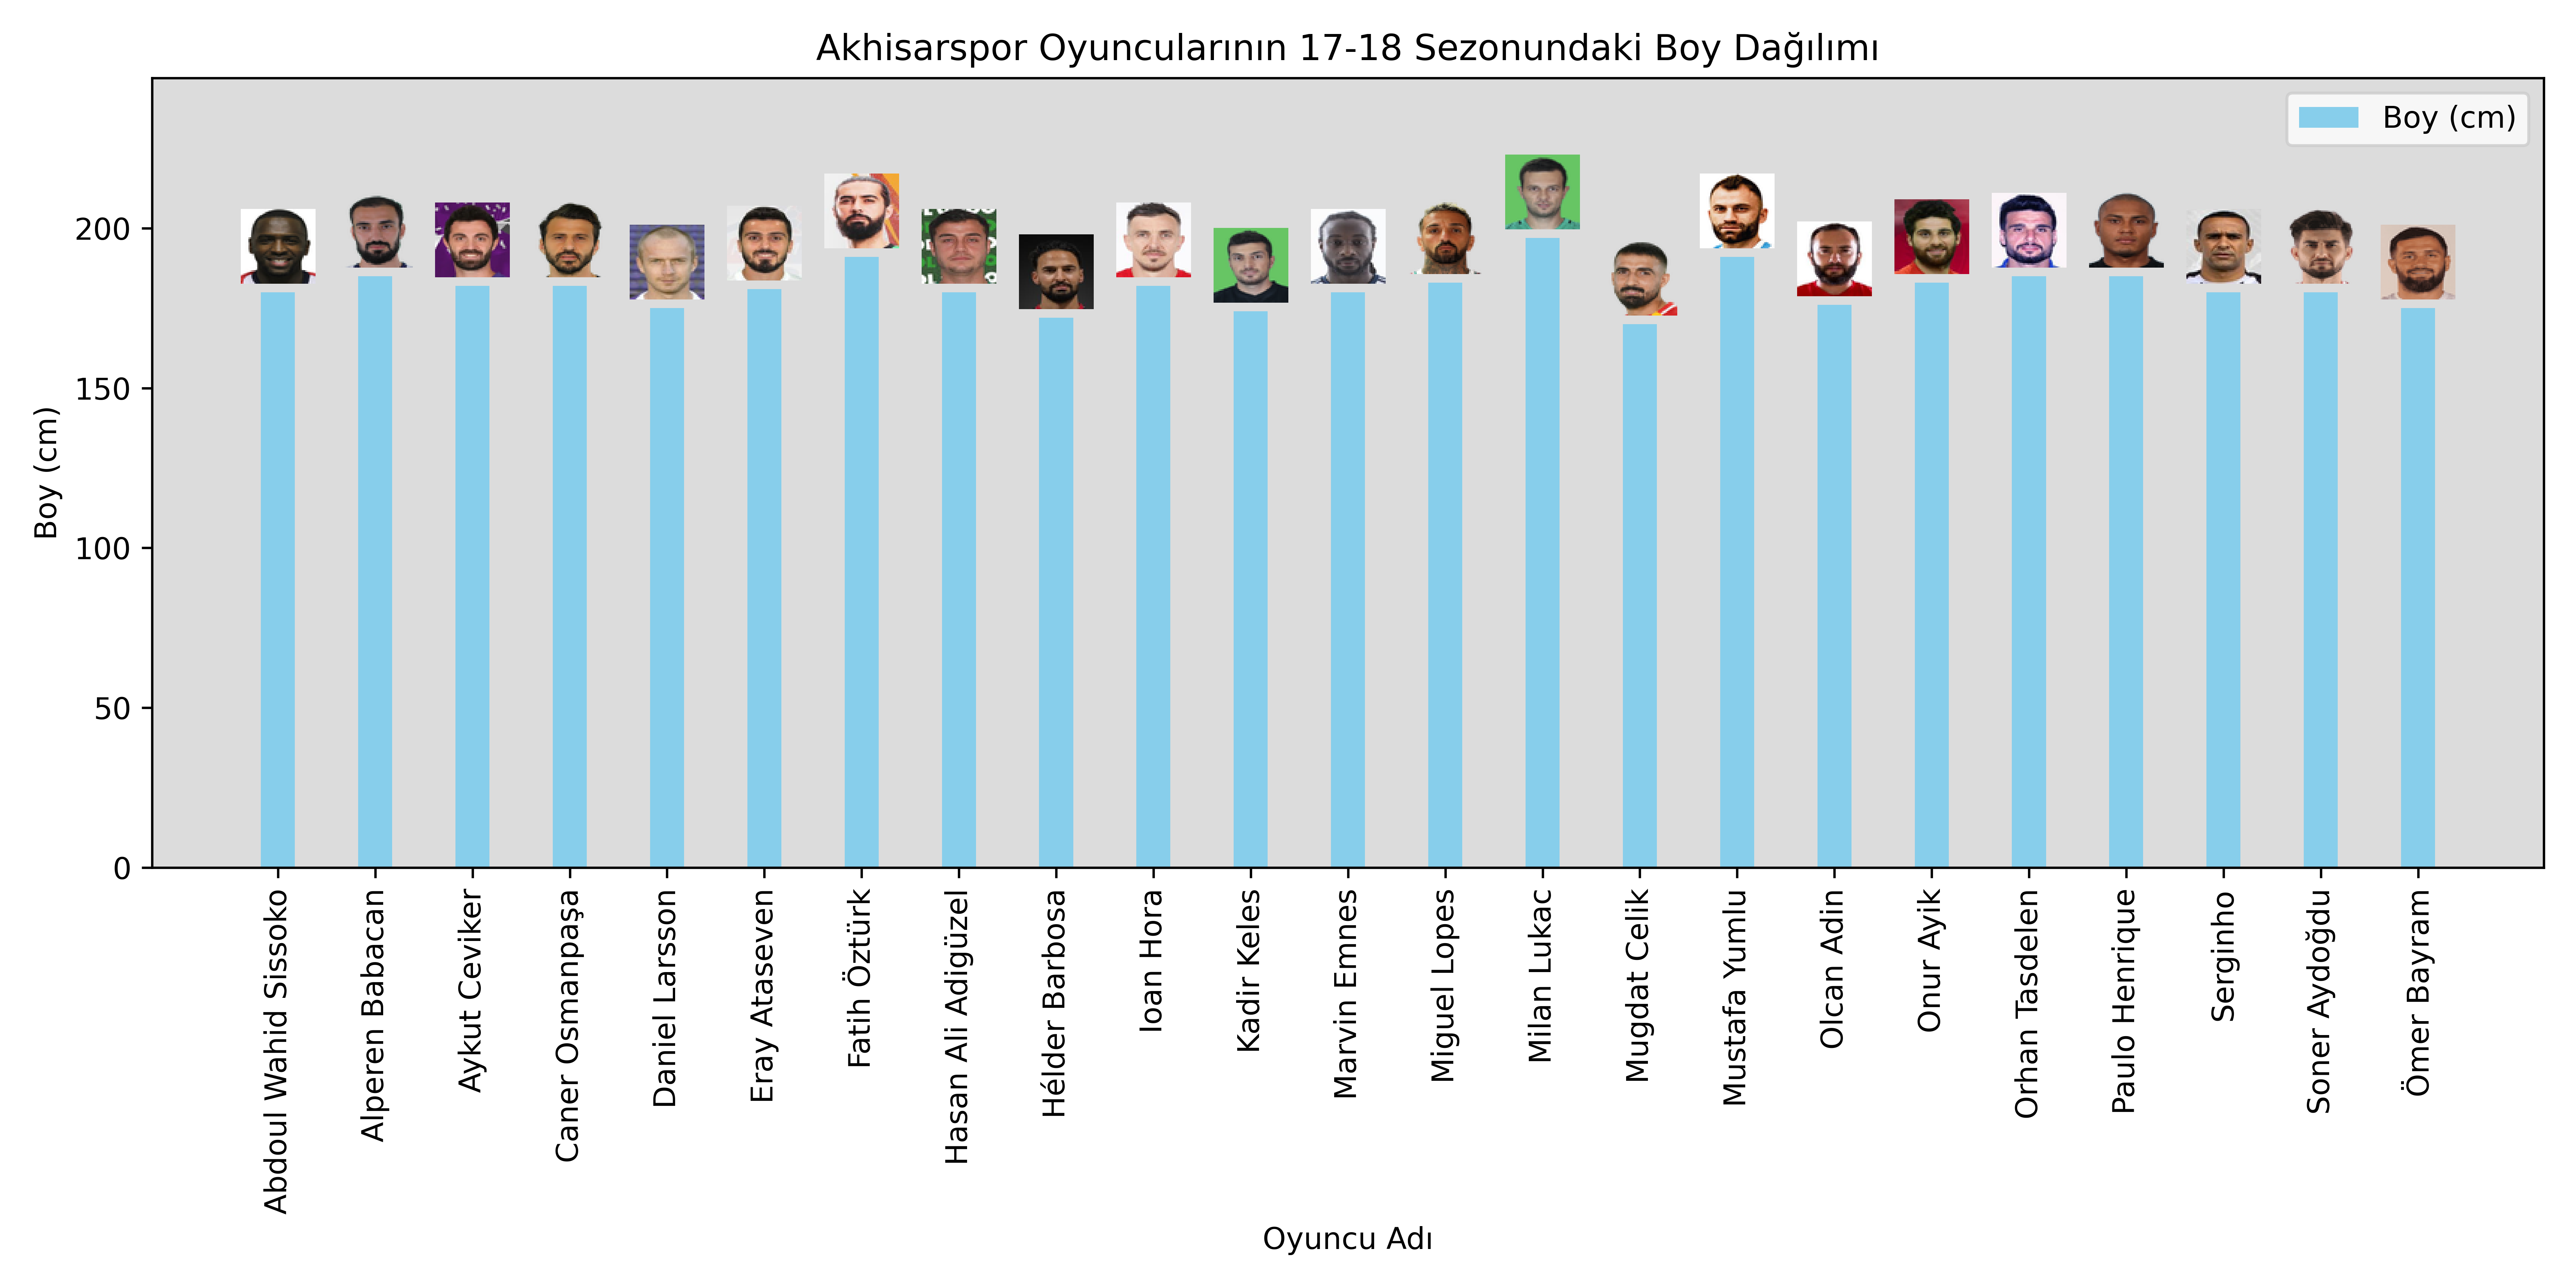 Akhisarspor Oyuncularının 17-18 Sezonundaki Boy Dağılımı
Boy (cm)
200
150
100
50
0
Boy (cm)
Abdoul Wahid Sissoko
Alperen Babacan
Aykut Ceviker
Caner Osmanpaşa
Daniel Larsson
Eray Ataseven
Fatih Öztürk
Hasan Ali Adigüzel
Hélder Barbosa
Ioan Hora
Kadir Keles
Marvin Emnes
Miguel Lopes
Milan Lukac
Mugdat Celik
Mustafa Yumlu
Olcan Adin
Onur Ayik
Orhan Tasdelen
Paulo Henrique
Serginho
Soner Aydoğdu
Ömer Bayram
Oyuncu Adı